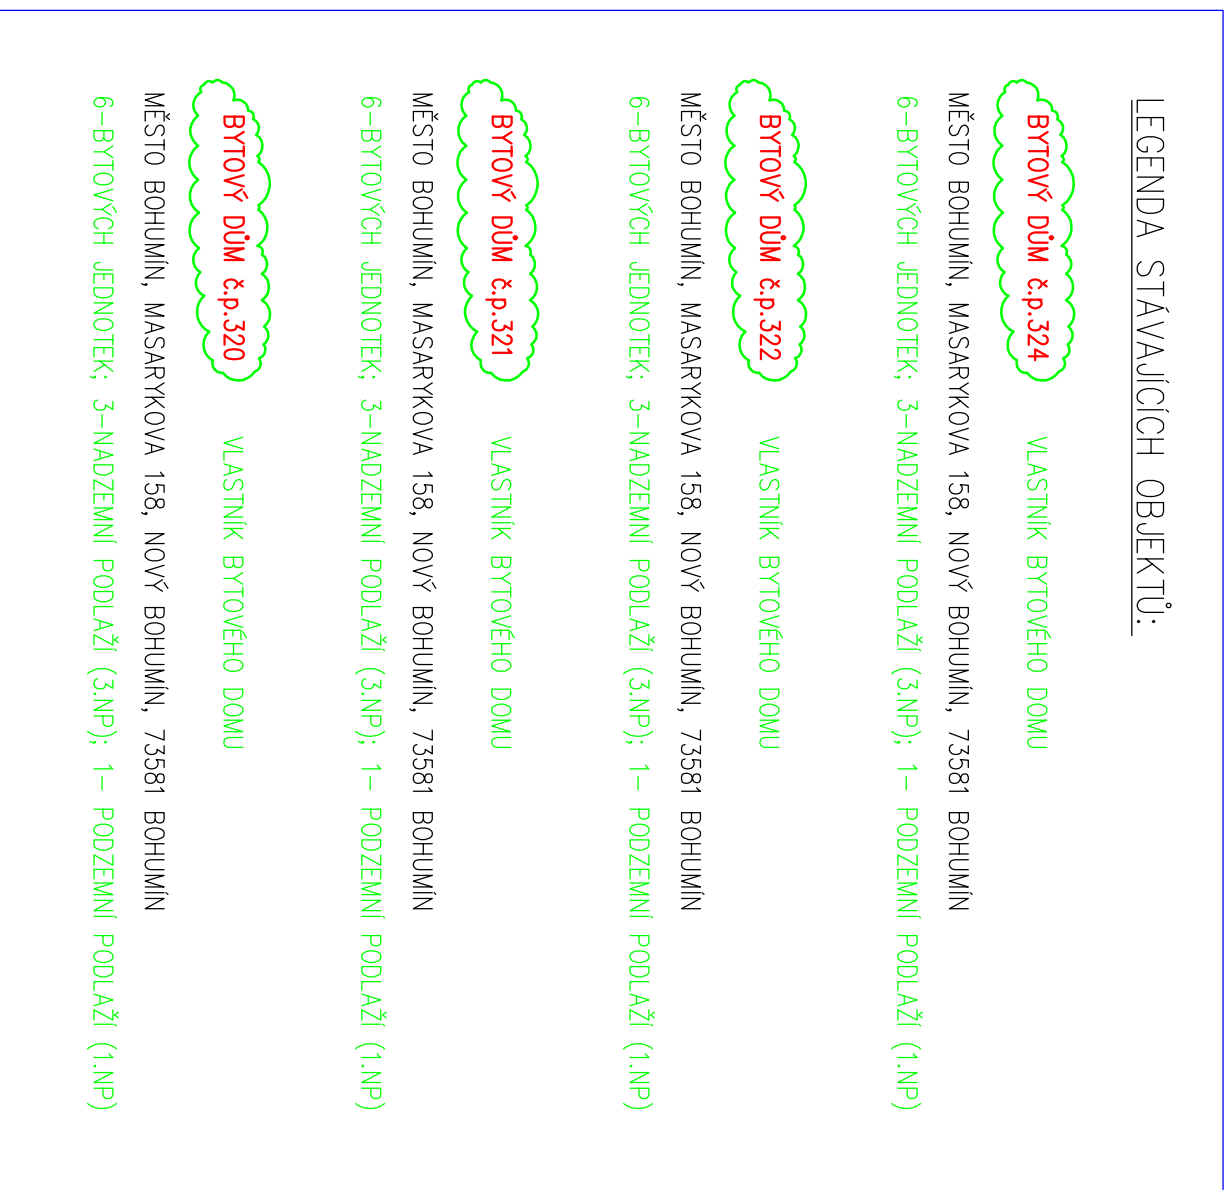 LEGENDA STÁVAJÍCÍCH OBJEKTŮ:
BYTOVÝ DŮM č.p.324 VLASTNÍK BYTOVÉHO DOMU
MĚSTO BOHUMÍN, MASARYKOVA 158, NOVÝ BOHUMÍN, 73581 BOHUMÍN
6-BYTOVÝCH JEDNOTEK; 3-NADZEMNÍ PODLAŽÍ (3.NP); 1- PODZEMNÍ PODLAŽÍ (1.NP)
BYTOVÝ DŮM č.p.322 VLASTNÍK BYTOVÉHO DOMU
MĚSTO BOHUMÍN, MASARYKOVA 158, NOVÝ BOHUMÍN, 73581 BOHUMÍN
6-BYTOVÝCH JEDNOTEK; 3-NADZEMNÍ PODLAŽÍ (3.NP); 1- PODZEMNÍ PODLAŽÍ (1.NP)
BYTOVÝ DŮM č.p.321 VLASTNÍK BYTOVÉHO DOMU
MĚSTO BOHUMÍN, MASARYKOVA 158, NOVÝ BOHUMÍN, 73581 BOHUMÍN
6-BYTOVÝCH JEDNOTEK; 3-NADZEMNÍ PODLAŽÍ (3.NP); 1- PODZEMNÍ PODLAŽÍ (1.NP)
BYTOVÝ DŮM č.p.320 VLASTNÍK BYTOVÉHO DOMU
MĚSTO BOHUMÍN, MASARYKOVA 158, NOVÝ BOHUMÍN, 73581 BOHUMÍN
6-BYTOVÝCH JEDNOTEK; 3-NADZEMNÍ PODLAŽÍ (3.NP); 1- PODZEMNÍ PODLAŽÍ (1.NP)